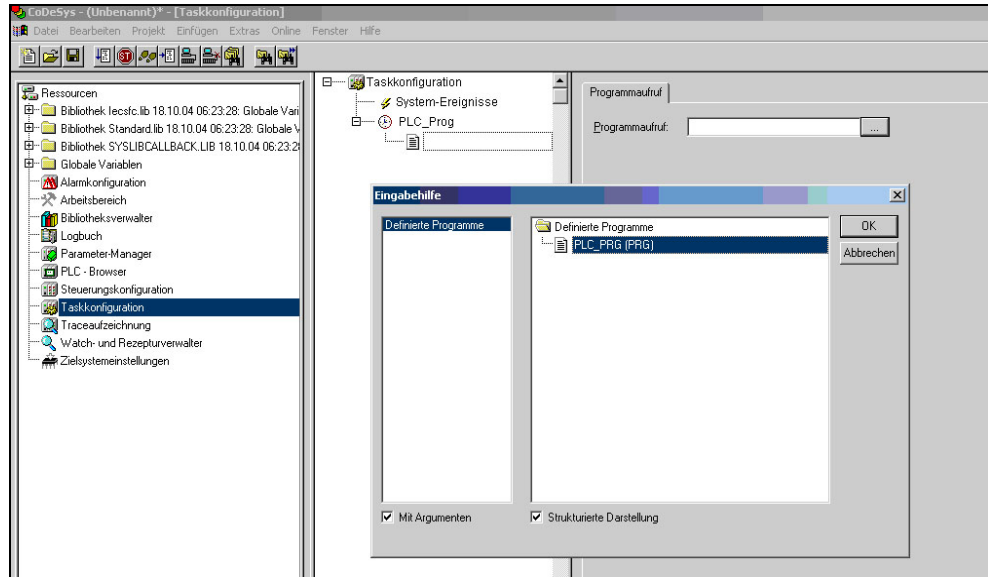 CoDeSys - (Unbenannt)* - [Taskkonfiguration]
Datei Bearbeiten Projekt Einfügen Extras Online Fenster Hilfe
Ressourcen
Bibliothek Iecsfc.lib 18.10.04 06:23:28: Globale Vari
Bibliothek Standard.lib 18.10.04 06:23:28: Globale V
Bibliothek SYSLIBCALLBACK.LIB 18.10.04 06:23:2
Globale Variablen
Alarmkonfiguration
Arbeitsbereich
Bibliotheksverwalter
Logbuch
Parameter-Manager
PLC - Browser
Steuerungskonfiguration
Taskkonfiguration
Traceaufzeichnung
Watch- und Rezepturverwalter
Zielsystemeinstellungen
Taskkonfiguration
System-Ereignisse
PLC_Prog
Programmaufruf
Programmaufruf:
...
Eingabehilfe
Definierte Programme
Definierte Programme
PLC_PRG (PRG)
OK
Abbrechen
Mit Argumenten
Strukturierte Darstellung